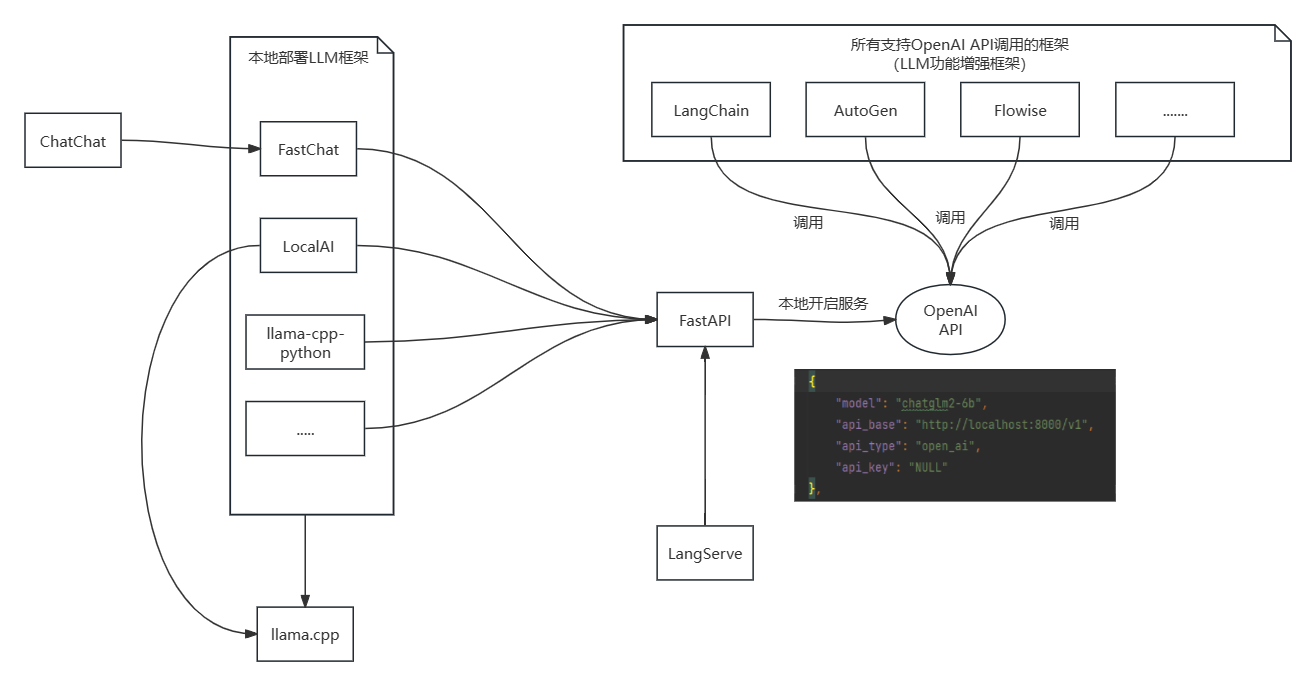 本地部署LLM框架
ChatChat
FastChat
LocalAI
llama-cpp-
python
.....
llama.cpp
所有支持OpenAI API调用的框架
（LLM功能增强框架）
LangChain
AutoGen
Flowise
.......
调用
调用
调用
FastAPI
本地开启服务
OpenAI
API
LangServe
{
"model": "chatglm2-6b",
"api_base": "http://localhost:8000/v1",
"api_type": "open_ai",
"api_key": "NULL"
},